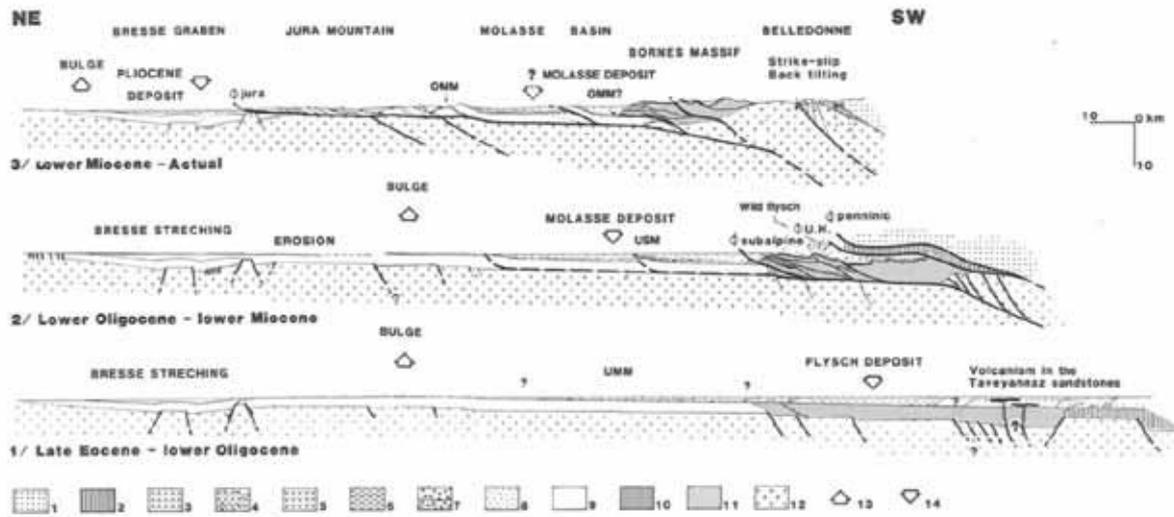 NE SW
BRESSE GRABEN JURA MOUNTAIN MOLASSE BASIN BELLEDONNE
BORNES MASSIF
BULGE PLIOCENE DEPOSIT ? MOLASSE DEPOSIT Strike-slip Back tilting
jura OMM OMM?
10 0 km
10
3/ Lower Miocene - Actual
BULGE
Wild flysch penninic
BRESSE STRECHING EROSION MOLASSE DEPOSIT U.H.
USM subalpine
2/ Lower Oligocene - lower Miocene
BULGE
FLYSCH DEPOSIT
BRESSE STRECHING ? UMM ? Volcanism in the Taveyannaz sandstones
?
?
?
1/ Late Eocene - lower Oligocene
1 2 3 4 5 6 7 8 9 10 11 12 13 14